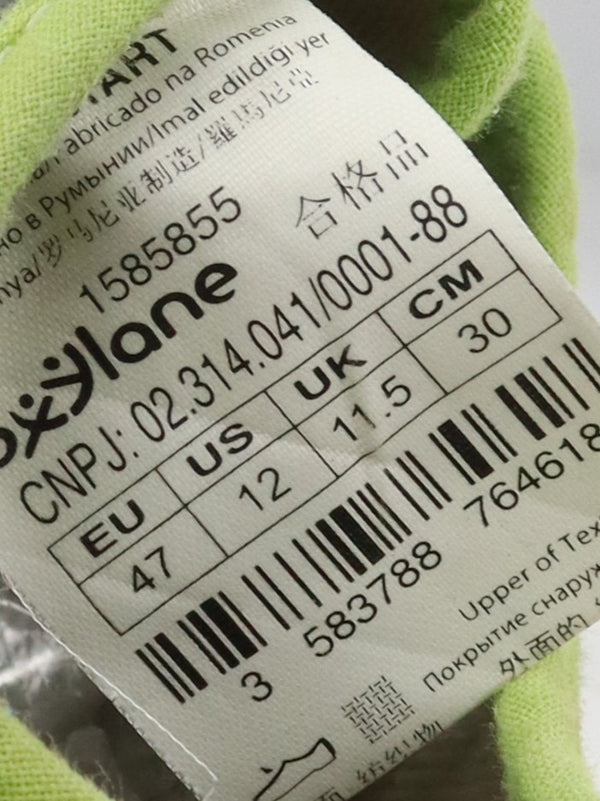 ART
abricado na Romenia
но в Румынии/Imal edildiği yer
nya/罗马尼亚制造/羅馬尼亞
1585855 合格品
oxylane
CNPJ: 02.314.041/0001-88
EU US UK CM
47 12 11.5 30
3 583788 764618
Upper of Tex
Покрытие снаруж
外面的